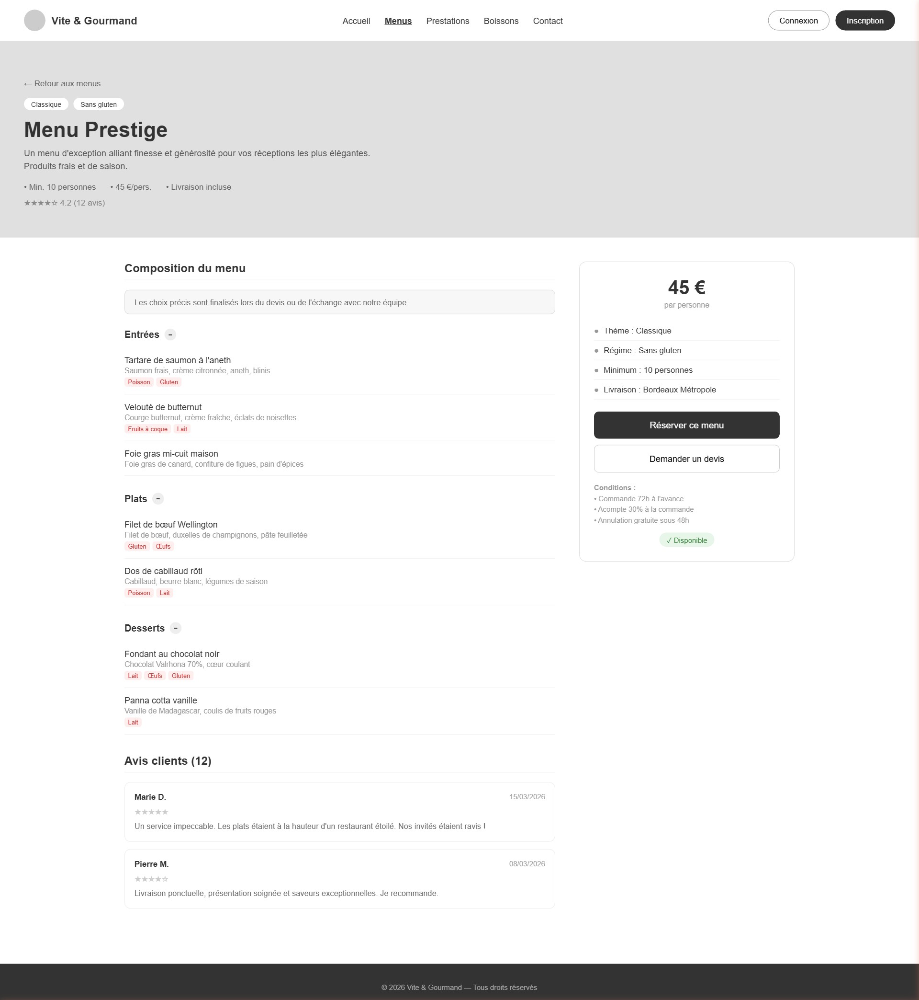 Vite & Gourmand
Accueil
Menus
Prestations
Boissons
Contact
Connexion
Inscription
← Retour aux menus
Classique
Sans gluten
Menu Prestige
Un menu d'exception alliant finesse et générosité pour vos réceptions les plus élégantes.
Produits frais et de saison.
• Min. 10 personnes
• 45 €/pers.
• Livraison incluse
★★★★☆ 4.2 (12 avis)
Composition du menu
Les choix précis sont finalisés lors du devis ou de l'échange avec notre équipe.
Entrées −
Tartare de saumon à l'aneth
Saumon frais, crème citronnée, aneth, blinis
Poisson
Gluten
Velouté de butternut
Courge butternut, crème fraîche, éclats de noisettes
Fruits à coque
Lait
Foie gras mi-cuit maison
Foie gras de canard, confiture de figues, pain d'épices
Plats −
Filet de bœuf Wellington
Filet de bœuf, duxelles de champignons, pâte feuilletée
Gluten
Œufs
Dos de cabillaud rôti
Cabillaud, beurre blanc, légumes de saison
Poisson
Lait
Desserts −
Fondant au chocolat noir
Chocolat Valrhona 70%, cœur coulant
Lait
Œufs
Gluten
Panna cotta vanille
Vanille de Madagascar, coulis de fruits rouges
Lait
Avis clients (12)
Marie D.
15/03/2026
★★★★★
Un service impeccable. Les plats étaient à la hauteur d'un restaurant étoilé. Nos invités étaient ravis !
Pierre M.
08/03/2026
★★★★☆
Livraison ponctuelle, présentation soignée et saveurs exceptionnelles. Je recommande.
45 €
par personne
● Thème : Classique
● Régime : Sans gluten
● Minimum : 10 personnes
● Livraison : Bordeaux Métropole
Réserver ce menu
Demander un devis
Conditions :
• Commande 72h à l'avance
• Acompte 30% à la commande
• Annulation gratuite sous 48h
✓ Disponible
© 2026 Vite & Gourmand — Tous droits réservés